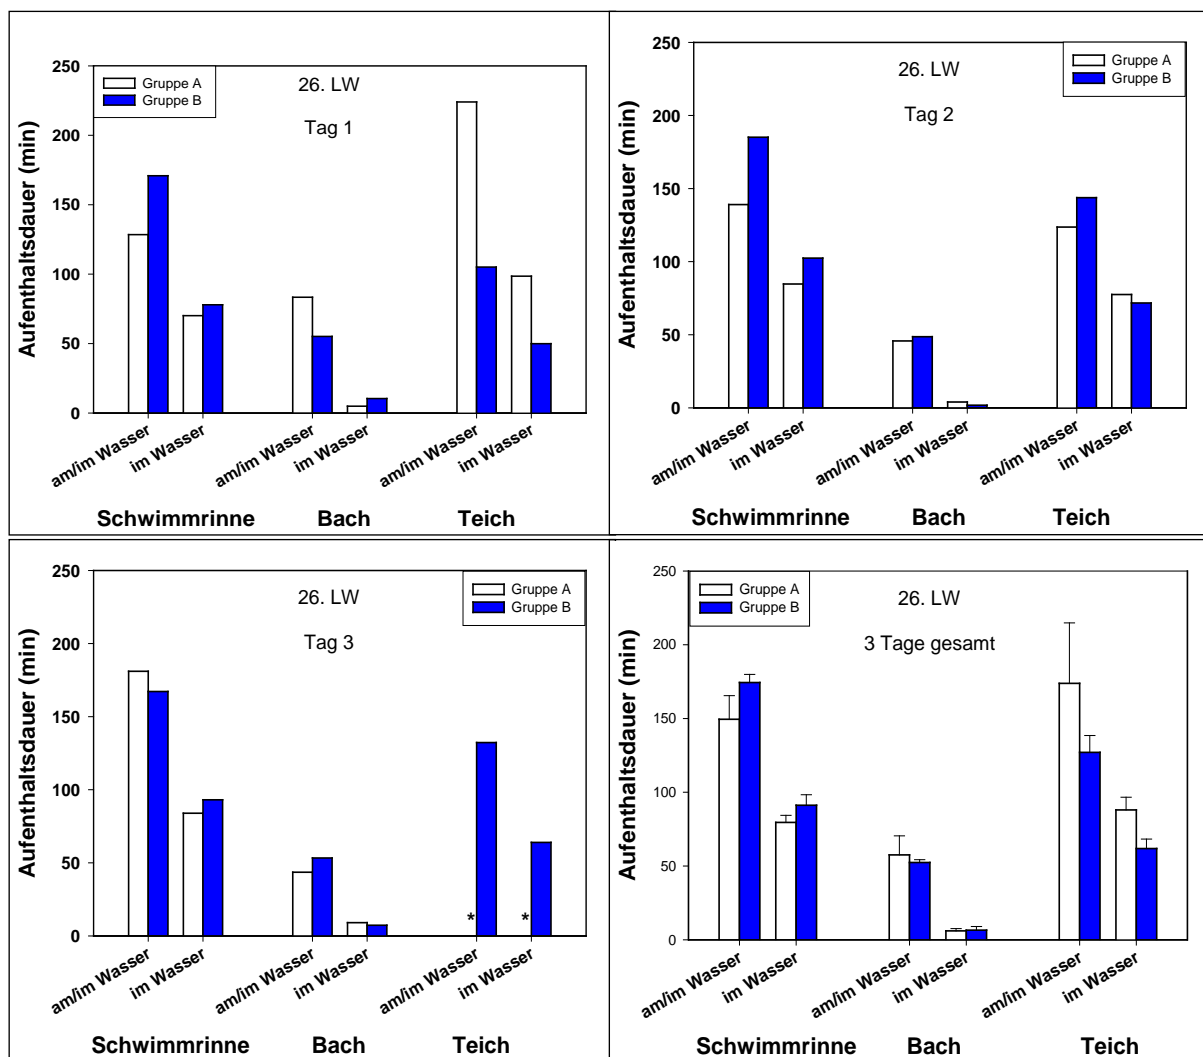 250
200
150
100
50
0
Aufenthaltsdauer (min)
Gruppe A
Gruppe B
26. LW
Tag 1
am/im Wasser
im Wasser
am/im Wasser
im Wasser
am/im Wasser
im Wasser
Schwimmrinne Bach Teich
250
200
150
100
50
0
Aufenthaltsdauer (min)
26. LW
Tag 2
Gruppe A
Gruppe B
am/im Wasser
im Wasser
am/im Wasser
im Wasser
am/im Wasser
im Wasser
Schwimmrinne Bach Teich
250
200
150
100
50
0
Aufenthaltsdauer (min)
26. LW
Tag 3
Gruppe A
Gruppe B
* *
am/im Wasser
im Wasser
am/im Wasser
im Wasser
am/im Wasser
im Wasser
Schwimmrinne Bach Teich
250
200
150
100
50
0
Aufenthaltsdauer (min)
Gruppe A
Gruppe B
26. LW
3 Tage gesamt
am/im Wasser
im Wasser
am/im Wasser
im Wasser
am/im Wasser
im Wasser
Schwimmrinne Bach Teich